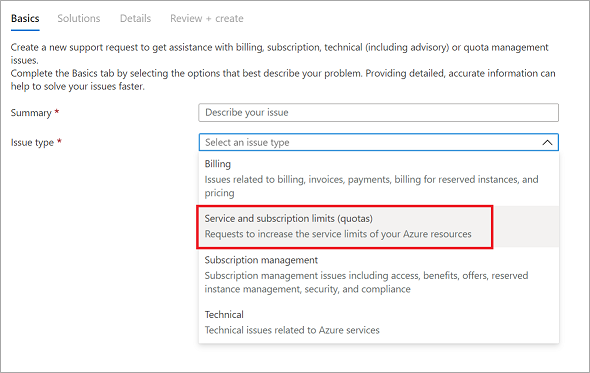 Basics Solutions Details Review + create
Create a new support request to get assistance with billing, subscription, technical (including advisory) or quota management
issues.
Complete the Basics tab by selecting the options that best describe your problem. Providing detailed, accurate information can
help to solve your issues faster.
Summary * Describe your issue
Issue type * Select an issue type
Billing
Issues related to billing, invoices, payments, billing for reserved instances, and
pricing
Service and subscription limits (quotas)
Requests to increase the service limits of your Azure resources
Subscription management
Subscription management issues including access, benefits, offers, reserved
instance management, security, and compliance
Technical
Technical issues related to Azure services